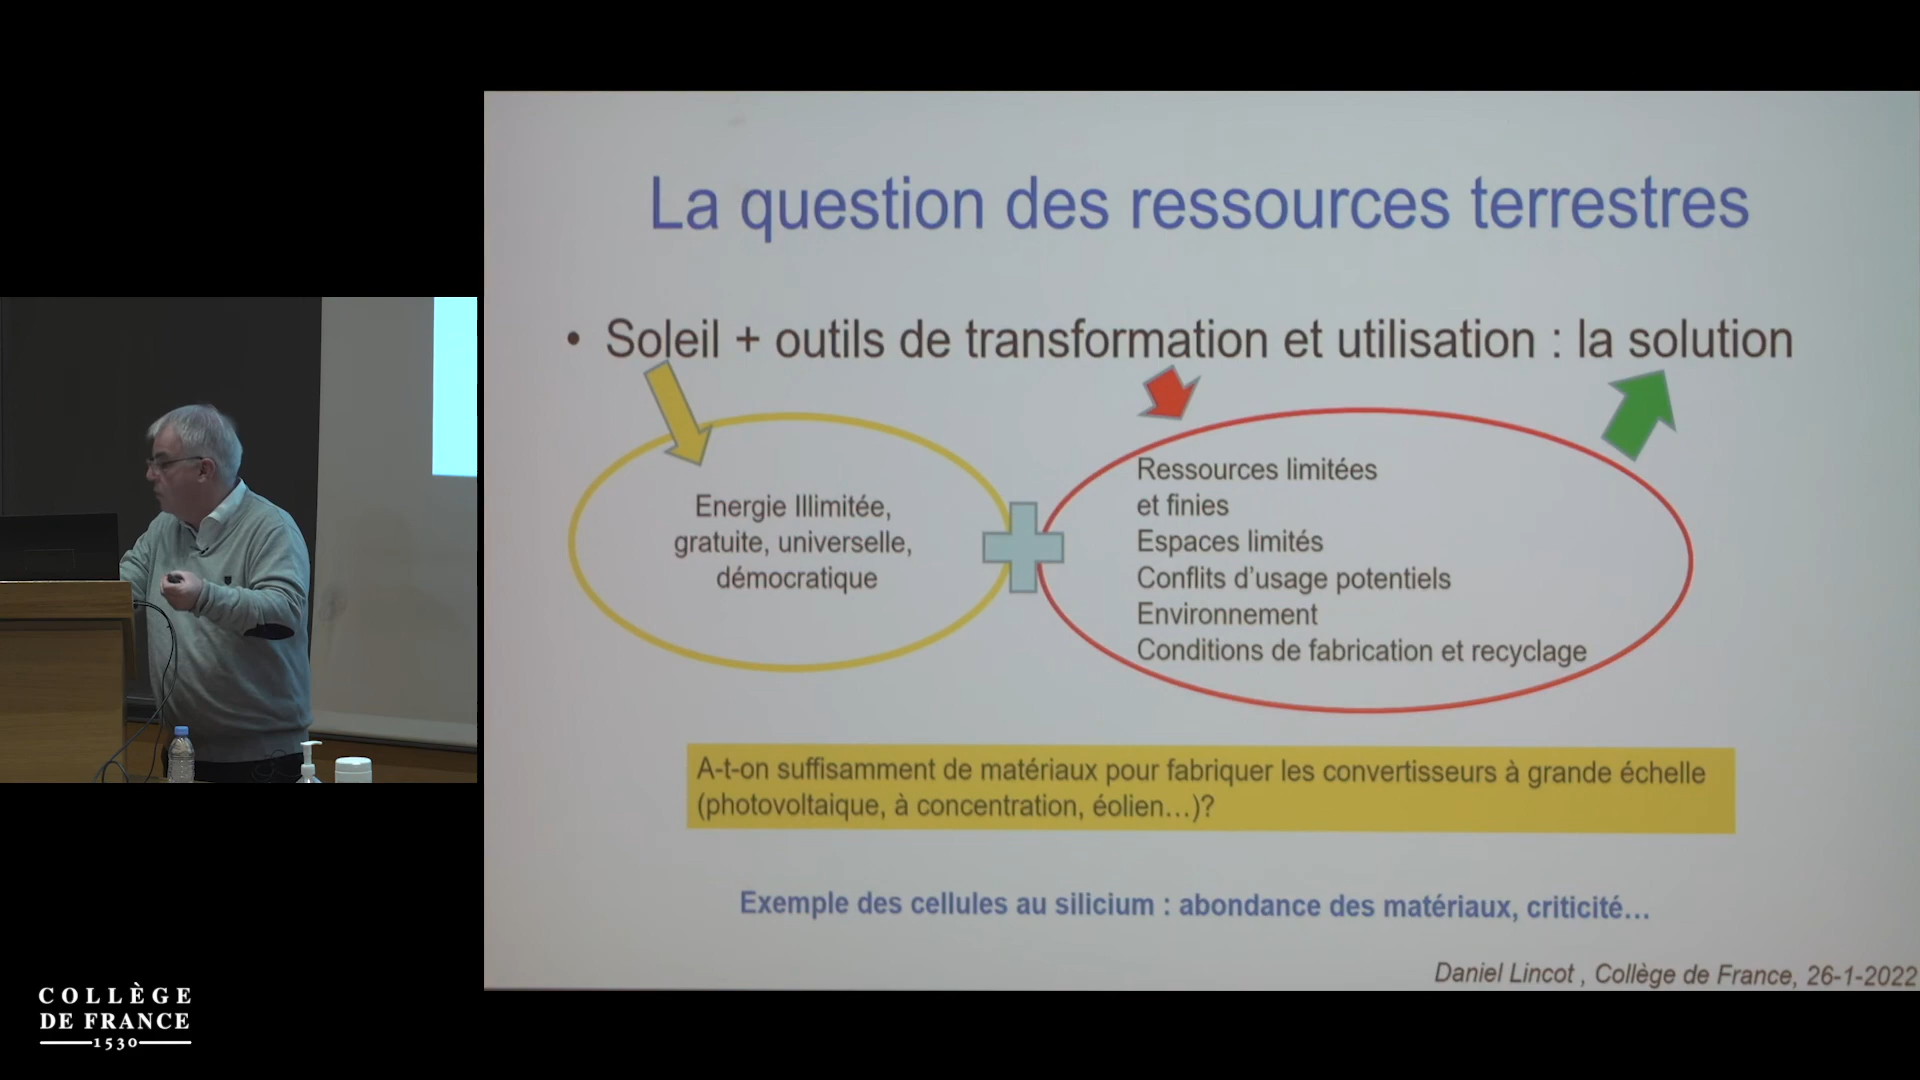 La question des ressources terrestres
• Soleil + outils de transformation et utilisation : la solution
Energie Illimitée,
gratuite, universelle,
démocratique
Ressources limitées
et finies
Espaces limités
Conflits d'usage potentiels
Environnement
Conditions de fabrication et recyclage
A-t-on suffisamment de matériaux pour fabriquer les convertisseurs à grande échelle
(photovoltaique, à concentration, éolien…)?
Exemple des cellules au silicium : abondance des matériaux, criticité…
Daniel Lincot , Collège de France, 26-1-2022
COLLÈGE
DE FRANCE
1530